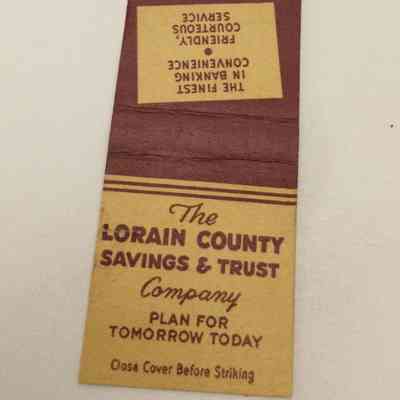 THE FINEST
IN BANKING
CONVENIENCE
•
FRIENDLY,
COURTEOUS
SERVICE
The
LORAIN COUNTY
SAVINGS & TRUST
Company
PLAN FOR
TOMORROW TODAY
Close Cover Before Striking